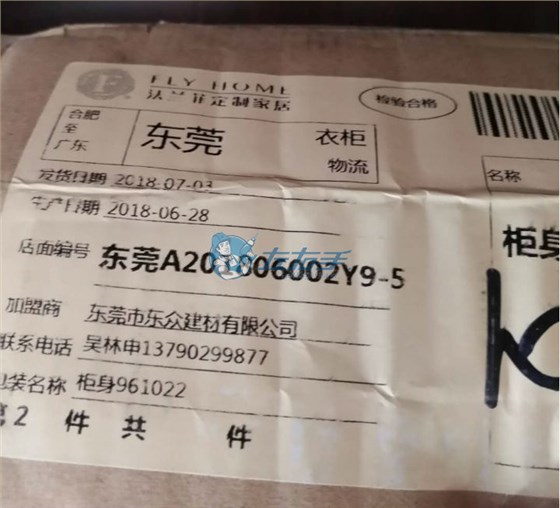 FLY HOME
法兰菲定制家居
检验合格
合肥
至
广东
东莞
衣柜
物流
名称
发货日期 2018-07-03
生产日期 2018-06-28
柜身
店面编号 东莞A20 006002Y9-5
加盟商 东莞市东众建材有限公司
联系电话 吴林申13790299877
包装名称 柜身961022
第2 件 共 件